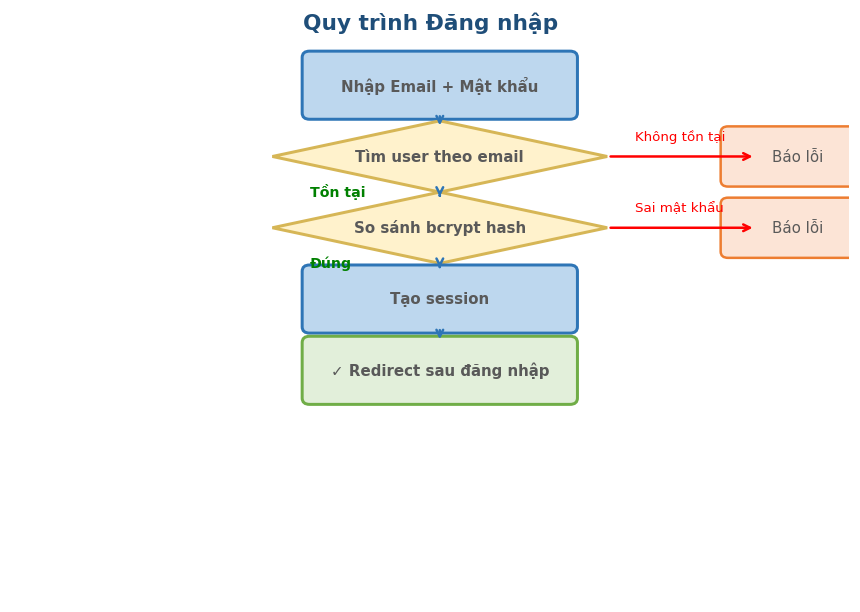 Quy trình Đăng nhập
Nhập Email + Mật khẩu
Tìm user theo email
Không tồn tại
Báo lỗi
Tồn tại
So sánh bcrypt hash
Sai mật khẩu
Báo lỗi
Đúng
Tạo session
✓ Redirect sau đăng nhập